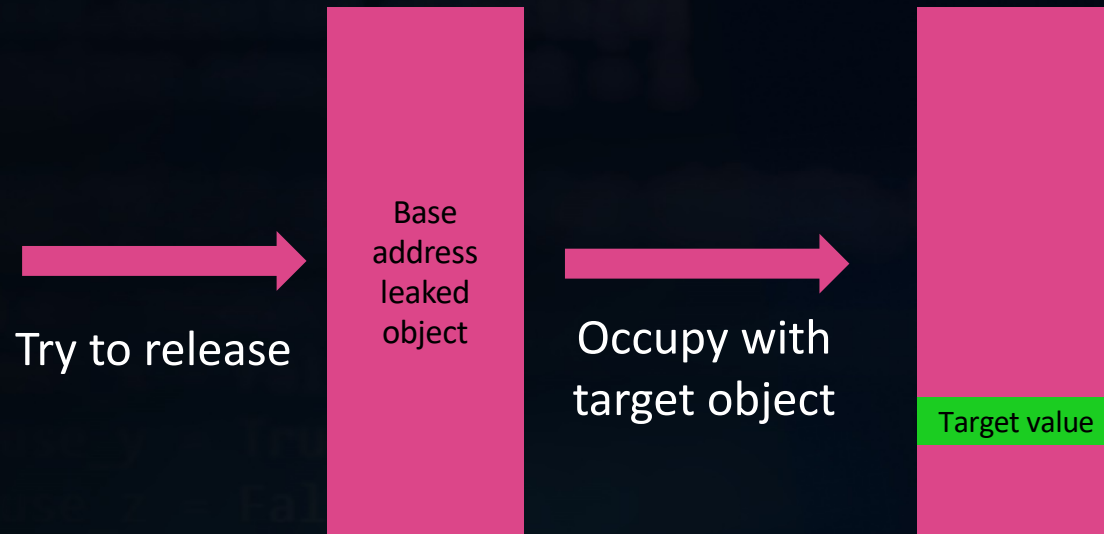 Try to release
Base
address
leaked
object
Occupy with
target object
Target value